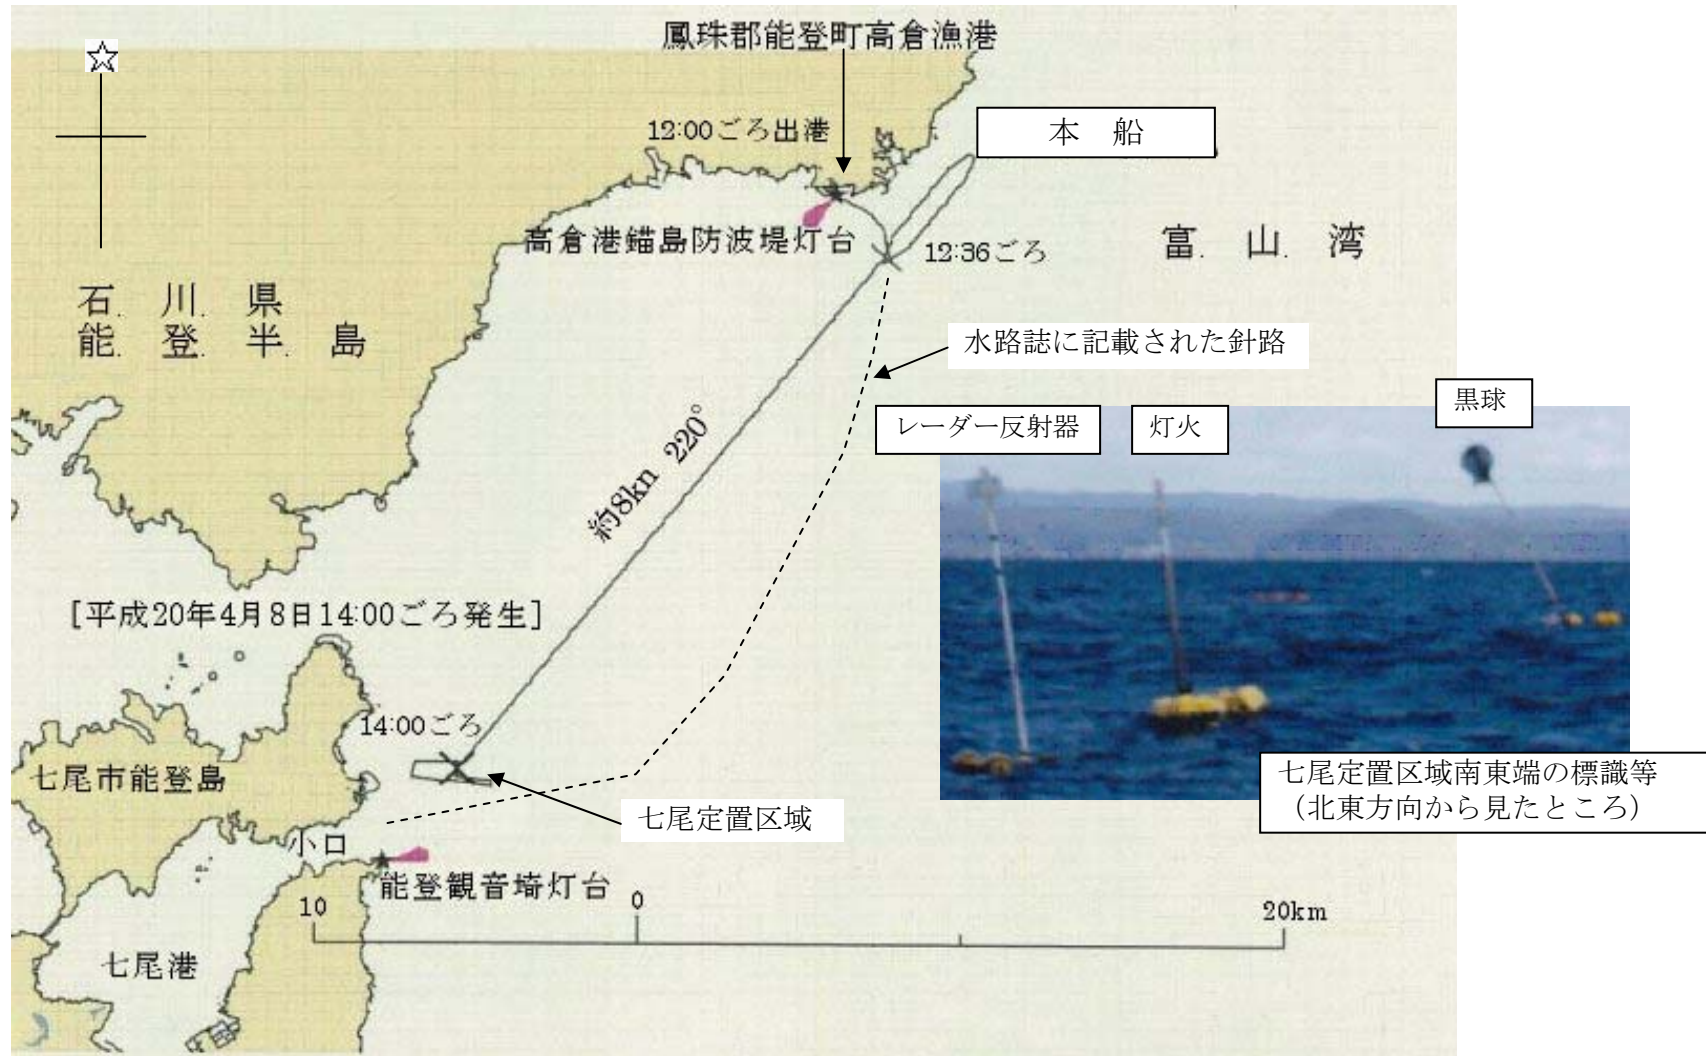 鳳珠郡能登町高倉漁港
12:00ごろ出港
本 船
高倉港錨島防波堤灯台
12:36ごろ
富 山 湾
石 川 県
能 登 半 島
水路誌に記載された針路
黒球
レーダー反射器
灯火
約8kn 220°
[平成20年4月8日14:00ごろ発生]
14:00ごろ
七尾市能登島
七尾定置区域南東端の標識等
(北東方向から見たところ)
七尾定置区域
小口
能登観音埼灯台
10
0
20km
七尾港